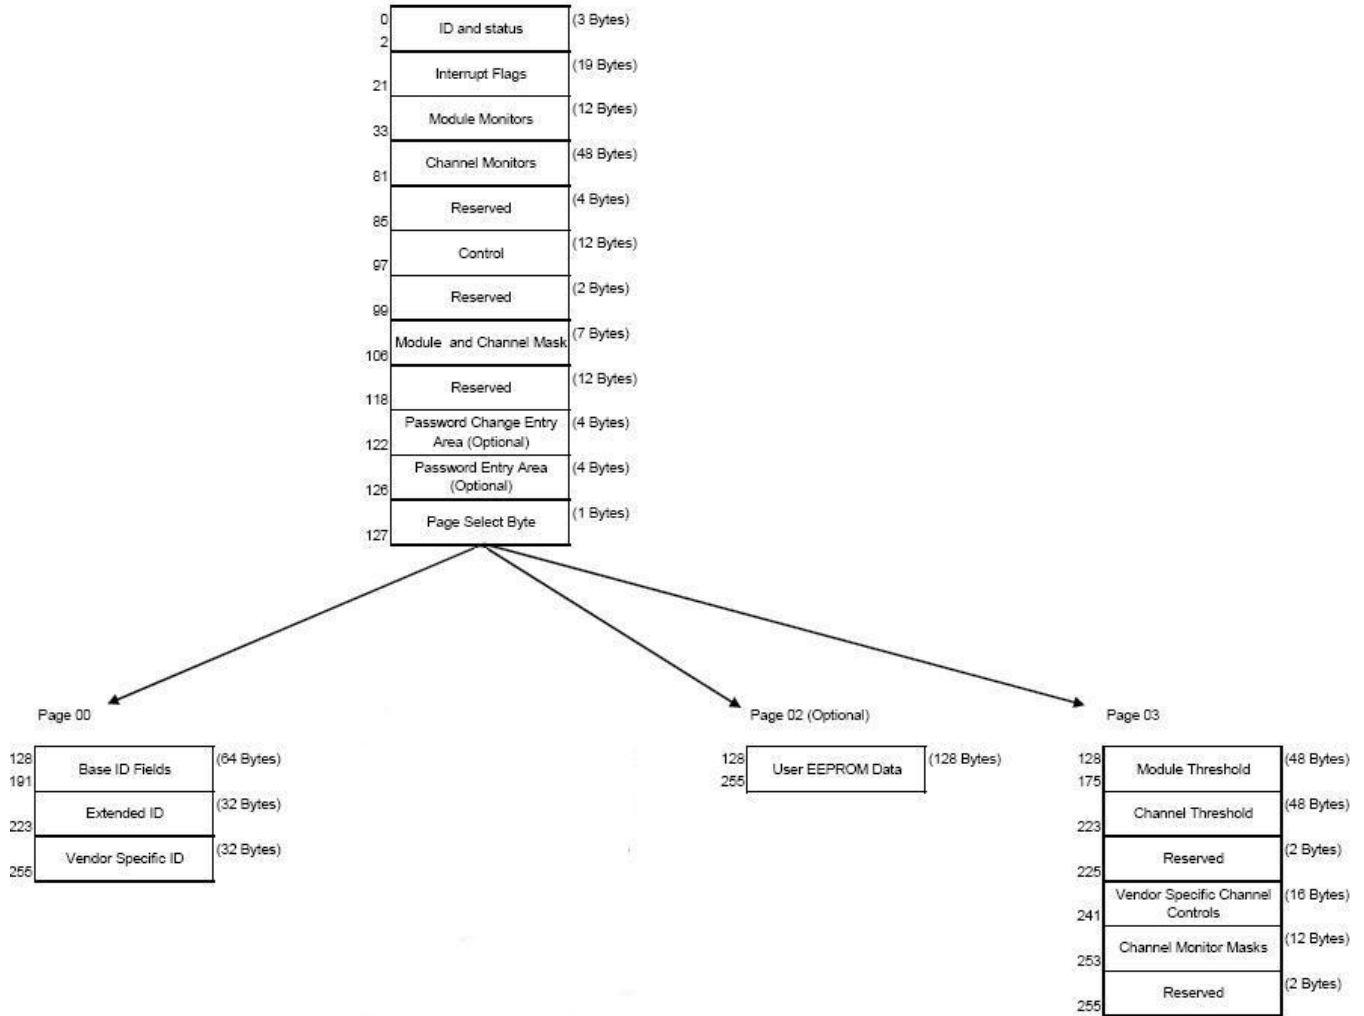 0
ID and status
(3 Bytes)
2
Interrupt Flags
(19 Bytes)
21
Module Monitors
(12 Bytes)
33
Channel Monitors
(48 Bytes)
81
Reserved
(4 Bytes)
85
Control
(12 Bytes)
97
Reserved
(2 Bytes)
99
Module and Channel Mask
(7 Bytes)
106
Reserved
(12 Bytes)
118
Password Change Entry
Area (Optional)
(4 Bytes)
122
Password Entry Area
(Optional)
(4 Bytes)
126
Page Select Byte
(1 Bytes)
127
Page 00
128
Base ID Fields
(64 Bytes)
191
Extended ID
(32 Bytes)
223
Vendor Specific ID
(32 Bytes)
255
Page 02 (Optional)
128
User EEPROM Data
(128 Bytes)
255
Page 03
128
Module Threshold
(48 Bytes)
175
Channel Threshold
(48 Bytes)
223
Reserved
(2 Bytes)
225
Vendor Specific Channel
Controls
(16 Bytes)
241
Channel Monitor Masks
(12 Bytes)
253
Reserved
(2 Bytes)
255